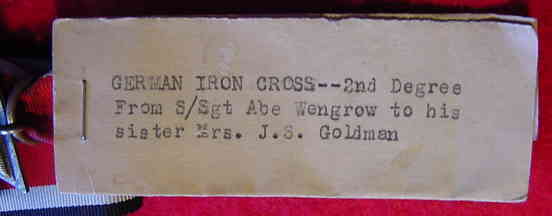 GERMAN IRON CROSS--2nd Degree
From S/Sgt Abe Wengrow to his
sister Mrs. J.S. Goldman